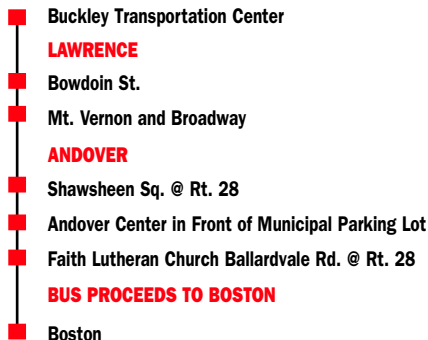 Buckley Transportation Center
LAWRENCE
Bowdoin St.
Mt. Vernon and Broadway
ANDOVER
Shawsheen Sq. @ Rt. 28
Andover Center in Front of Municipal Parking Lot
Faith Lutheran Church Ballardvale Rd. @ Rt. 28
BUS PROCEEDS TO BOSTON
Boston